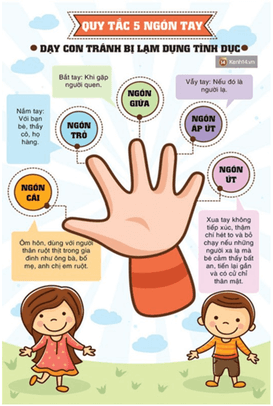 QUY TẮC 5 NGÓN TAY
DẠY CON TRÁNH BỊ LẠM DỤNG TÌNH DỤC
Kenh14.vn
Bắt tay: Khi gặp
người quen.
NGÓN
GIỮA
Vẫy tay: Nếu đó là
người lạ.
Nắm tay:
Với bạn
bè, thầy
cô, họ
hàng.
NGÓN
TRỎ
NGÓN
ÁP ÚT
NGÓN
CÁI
NGÓN
ÚT
Ôm hôn, dùng với người
thân ruột thịt trong gia
đình như ông bà, bố
mẹ, anh chị em ruột.
Xua tay không
tiếp xúc, thậm
chí hét to và bỏ
chạy nếu những
người xa lạ mà
bé cảm thấy bất
an, tiến lại gần
và có cử chỉ
thân mật.